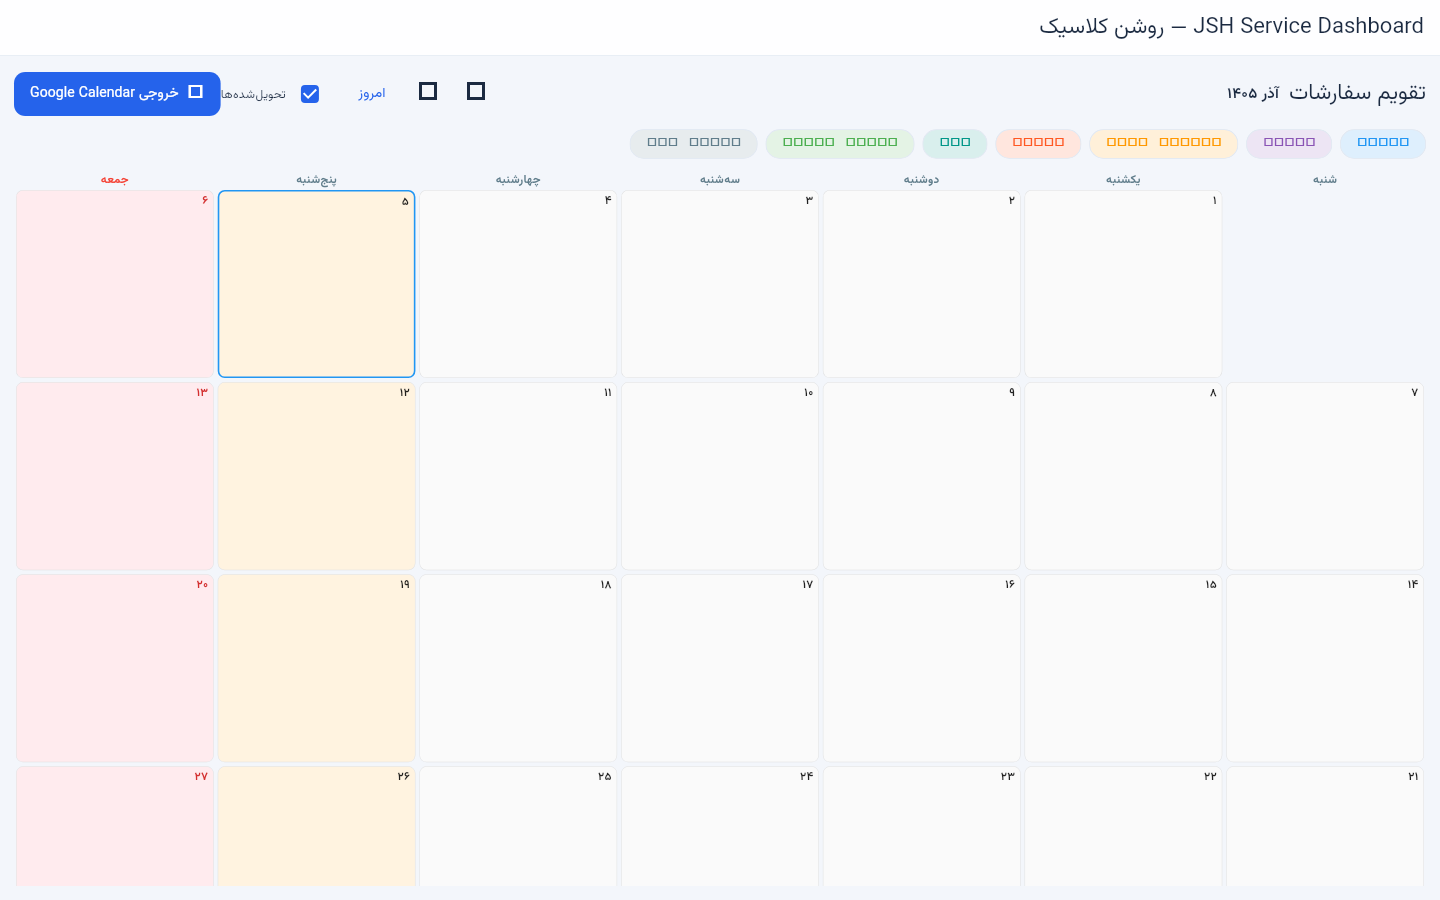 JSH Service Dashboard — روشن کلاسیک
تقویم سفارشات آذر ۱۴۰۵
امروز
تحویل‌شده‌ها
خروجی Google Calendar
شنبه یکشنبه دوشنبه سه‌شنبه چهارشنبه پنج‌شنبه جمعه
۱ ۲ ۳ ۴ ۵ ۶
۷ ۸ ۹ ۱۰ ۱۱ ۱۲ ۱۳
۱۴ ۱۵ ۱۶ ۱۷ ۱۸ ۱۹ ۲۰
۲۱ ۲۲ ۲۳ ۲۴ ۲۵ ۲۶ ۲۷